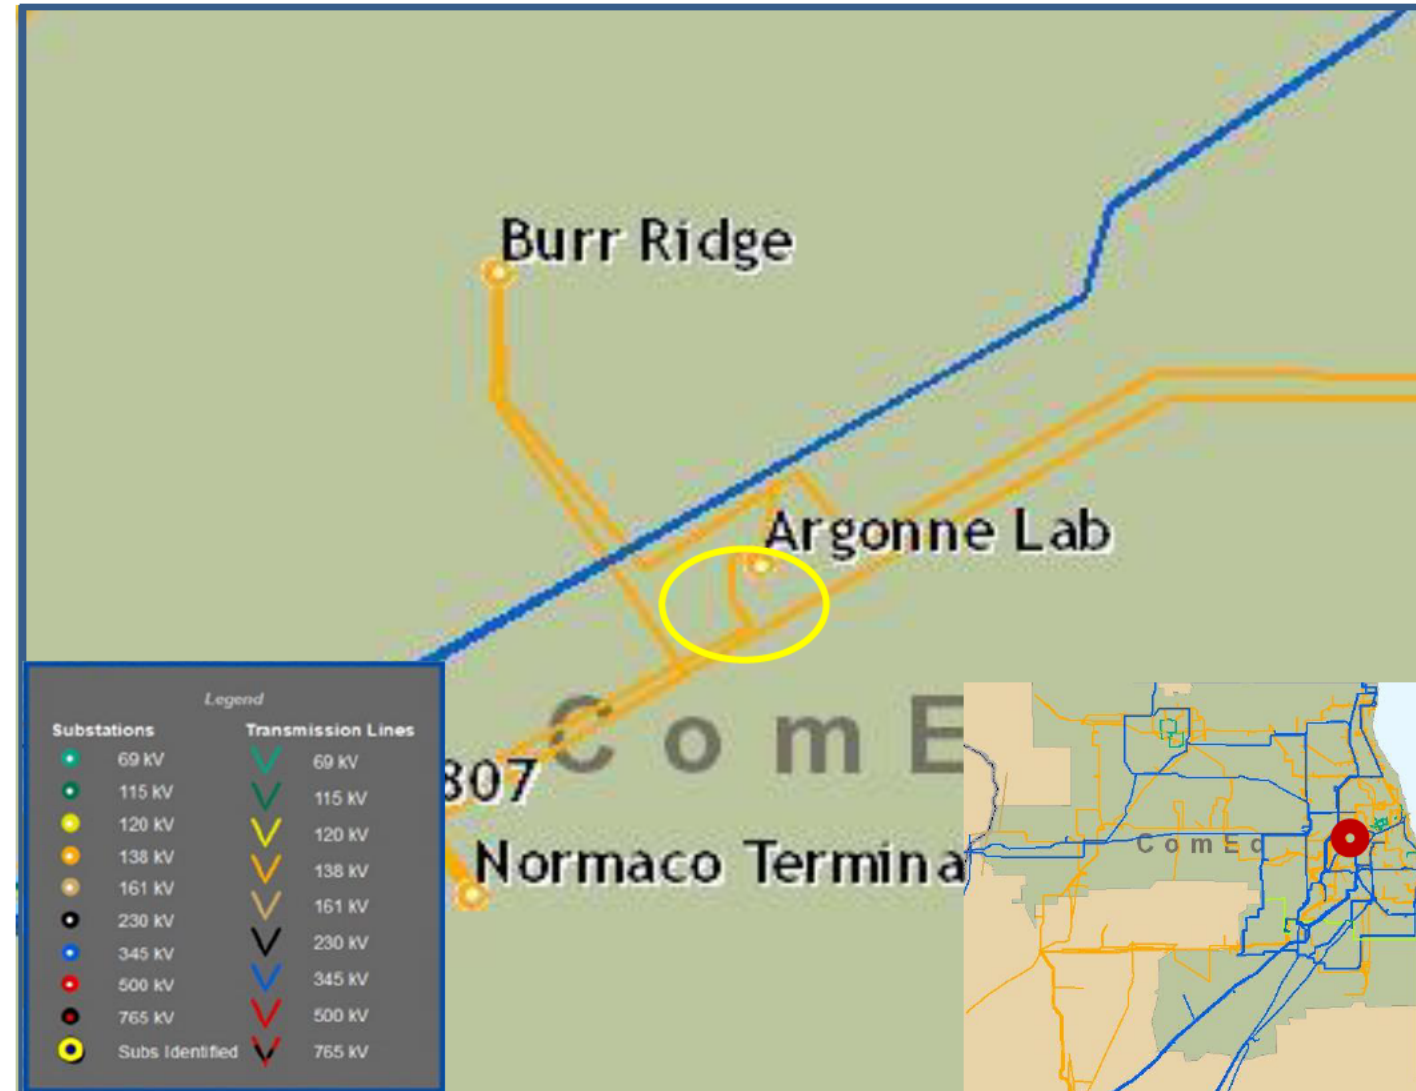 Burr Ridge
Argonne Lab
ComE
807
Normaco Termina
Legend
Substations
Transmission Lines
69 kV
69 kV
115 kV
115 kV
120 kV
120 kV
138 kV
138 kV
161 kV
161 kV
230 kV
230 kV
345 kV
345 kV
500 kV
500 kV
765 kV
765 kV
Subs Identified
ComEd